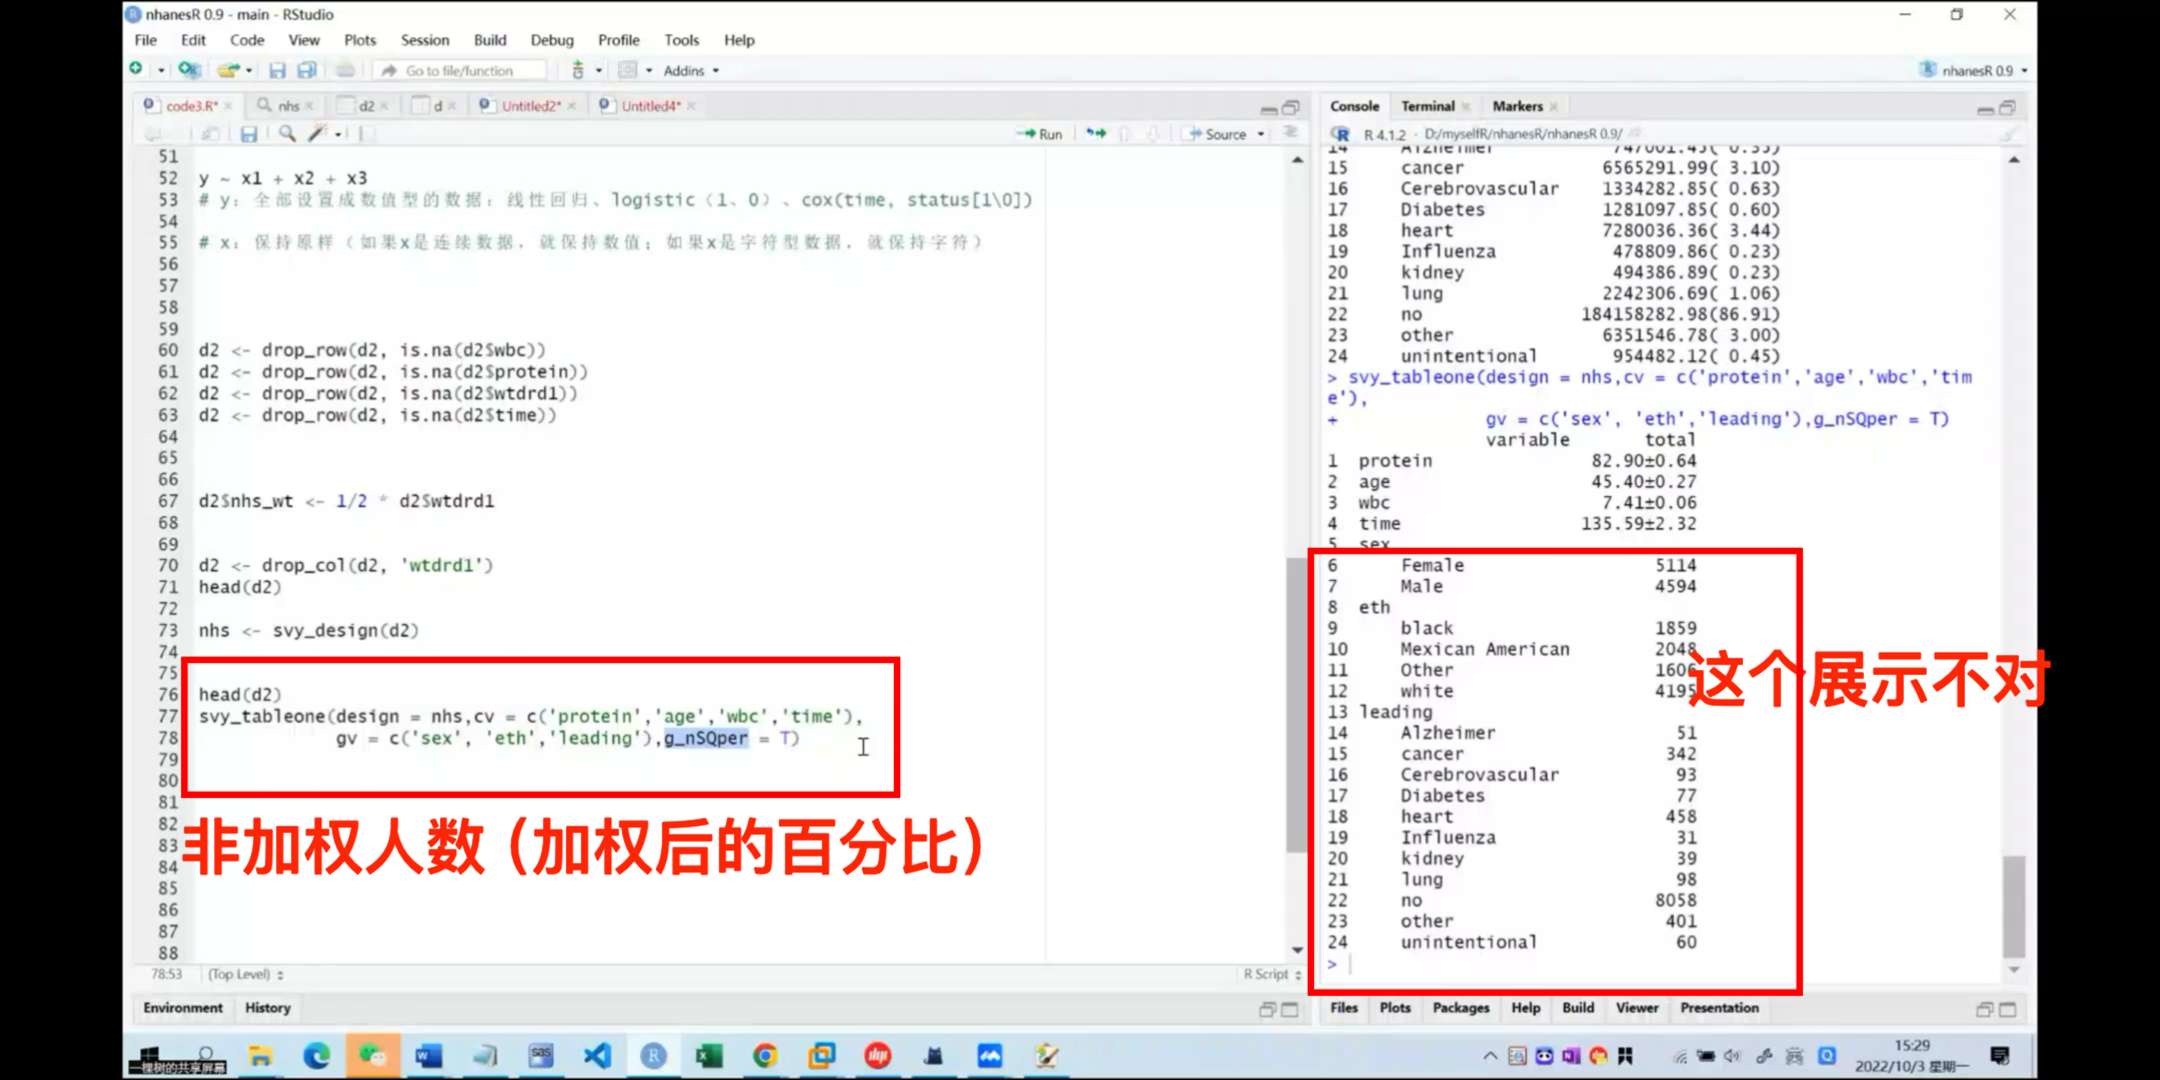 nhanesR 0.9 - main - RStudio
File Edit Code View Plots Session Build Debug Profile Tools Help
Go to file/function Addins nhanesR 0.9
code3.R* nhs d2 d Untitled2* Untitled4*
Run Source
51
52 y ~ x1 + x2 + x3
53 # y: 全部设置成数值型的数据: 线性回归、logistic（1、0）、cox(time, status[1\0])
54
55 # x: 保持原样（如果x是连续数据，就保持数值；如果x是字符型数据，就保持字符）
56
57
58
59
60 d2 <- drop_row(d2, is.na(d2$wbc))
61 d2 <- drop_row(d2, is.na(d2$protein))
62 d2 <- drop_row(d2, is.na(d2$wtdrd1))
63 d2 <- drop_row(d2, is.na(d2$time))
64
65
66
67 d2$nhs_wt <- 1/2 * d2$wtdrd1
68
69
70 d2 <- drop_col(d2, 'wtdrd1')
71 head(d2)
72
73 nhs <- svy_design(d2)
74
75
76 head(d2)
77 svy_tableone(design = nhs,cv = c('protein','age','wbc','time'),
78 gv = c('sex', 'eth','leading'),g_nSQper = T)
79
80
81
82
83
84
85
86
87
88
非加权人数（加权后的百分比）
78:53 (Top Level) R Script
Environment History
Console Terminal Markers
R 4.1.2 · D:/myselfR/nhanesR/nhanesR 0.9/
14 Alzheimer 747001.45( 0.35)
15 cancer 6565291.99( 3.10)
16 Cerebrovascular 1334282.85( 0.63)
17 Diabetes 1281097.85( 0.60)
18 heart 7280036.36( 3.44)
19 Influenza 478809.86( 0.23)
20 kidney 494386.89( 0.23)
21 lung 2242306.69( 1.06)
22 no 184158282.98(86.91)
23 other 6351546.78( 3.00)
24 unintentional 954482.12( 0.45)
> svy_tableone(design = nhs,cv = c('protein','age','wbc','tim
e'),
+ gv = c('sex', 'eth','leading'),g_nSQper = T)
variable total
1 protein 82.90±0.64
2 age 45.40±0.27
3 wbc 7.41±0.06
4 time 135.59±2.32
5 sex
6 Female 5114
7 Male 4594
8 eth
9 black 1859
10 Mexican American 2048
11 Other 1606
12 white 4195
13 leading
14 Alzheimer 51
15 cancer 342
16 Cerebrovascular 93
17 Diabetes 77
18 heart 458
19 Influenza 31
20 kidney 39
21 lung 98
22 no 8058
23 other 401
24 unintentional 60
>
这个展示不对
Files Plots Packages Help Build Viewer Presentation
一棵树的共享屏幕
15:29
2022/10/3 星期一